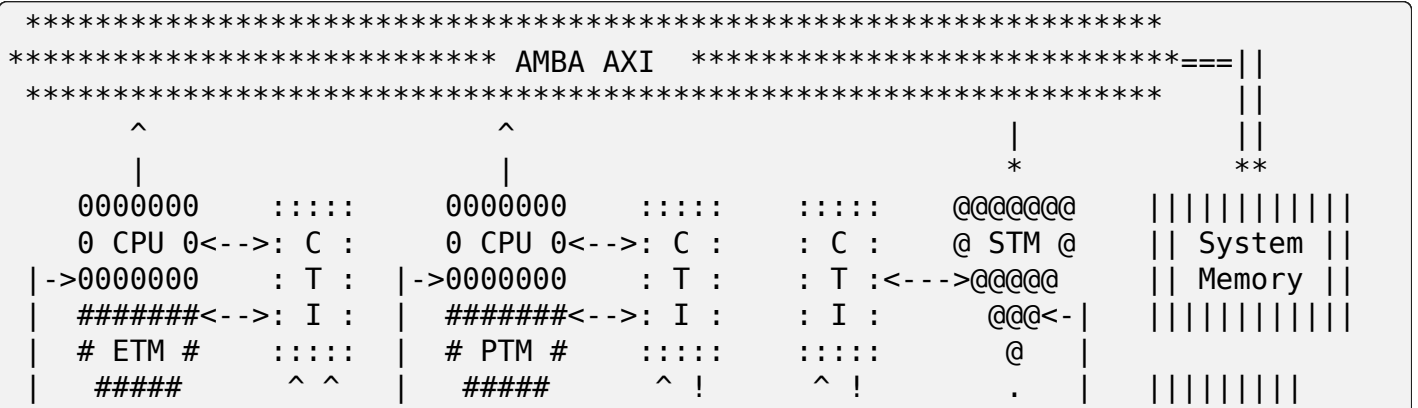 *****************************************************************
**************************** AMBA AXI  ****************************===||
 *****************************************************************    ||
       ^                    ^                            |            ||
       |                    |                            *            **
    0000000    :::::     0000000    :::::    :::::    @@@@@@@    ||||||||||||
    0 CPU 0<-->: C :     0 CPU 0<-->: C :    : C :    @ STM @    || System ||
 |->0000000    : T :  |->0000000    : T :    : T :<--->@@@@@     || Memory ||
 |  #######<-->: I :  |  #######<-->: I :    : I :      @@@<-|   ||||||||||||
 |  # ETM #    :::::  |  # PTM #    :::::    :::::       @   |
 |   #####      ^ ^   |   #####      ^ !      ^ !        .   |   |||||||||